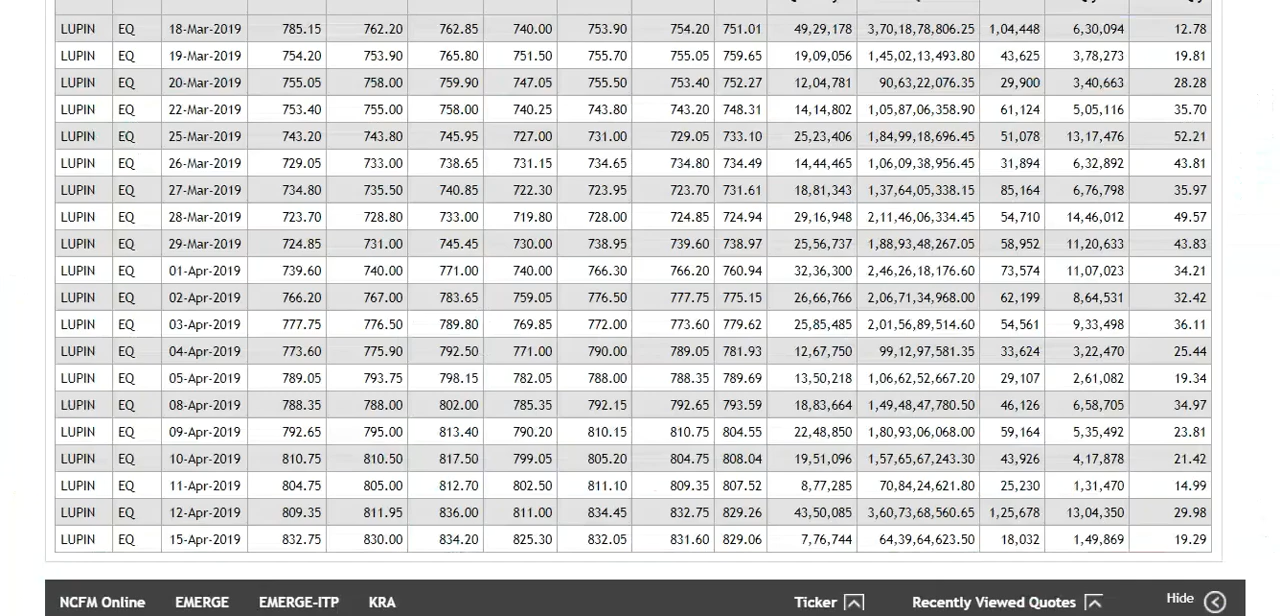 LUPIN EQ 18-Mar-2019 785.15 762.20 762.85 740.00 753.90 754.20 751.01 49,29,178 3,70,18,78,806.25 1,04,448 6,30,094 12.78
LUPIN EQ 19-Mar-2019 754.20 753.90 765.80 751.50 755.70 755.05 759.65 19,09,056 1,45,02,13,493.80 43,625 3,78,273 19.81
LUPIN EQ 20-Mar-2019 755.05 758.00 759.90 747.05 755.50 753.40 752.27 12,04,781 90,63,22,076.35 29,900 3,40,663 28.28
LUPIN EQ 22-Mar-2019 753.40 755.00 758.00 740.25 743.80 743.20 748.31 14,14,802 1,05,87,06,358.90 61,124 5,05,116 35.70
LUPIN EQ 25-Mar-2019 743.20 743.80 745.95 727.00 731.00 729.05 733.10 25,23,406 1,84,99,18,696.45 51,078 13,17,476 52.21
LUPIN EQ 26-Mar-2019 729.05 733.00 738.65 731.15 734.65 734.80 734.49 14,44,465 1,06,09,38,956.45 31,894 6,32,892 43.81
LUPIN EQ 27-Mar-2019 734.80 735.50 740.85 722.30 723.95 723.70 731.61 18,81,343 1,37,64,05,338.15 85,164 6,76,798 35.97
LUPIN EQ 28-Mar-2019 723.70 728.80 733.00 719.80 728.00 724.85 724.94 29,16,948 2,11,46,06,334.45 54,710 14,46,012 49.57
LUPIN EQ 29-Mar-2019 724.85 731.00 745.45 730.00 738.95 739.60 738.97 25,56,737 1,88,93,48,267.05 58,952 11,20,633 43.83
LUPIN EQ 01-Apr-2019 739.60 740.00 771.00 740.00 766.30 766.20 760.94 32,36,300 2,46,26,18,176.60 73,574 11,07,023 34.21
LUPIN EQ 02-Apr-2019 766.20 767.00 783.65 759.05 776.50 777.75 775.15 26,66,766 2,06,71,34,968.00 62,199 8,64,531 32.42
LUPIN EQ 03-Apr-2019 777.75 776.50 789.80 769.85 772.00 773.60 779.62 25,85,485 2,01,56,89,514.60 54,561 9,33,498 36.11
LUPIN EQ 04-Apr-2019 773.60 775.90 792.50 771.00 790.00 789.05 781.93 12,67,750 99,12,97,581.35 33,624 3,22,470 25.44
LUPIN EQ 05-Apr-2019 789.05 793.75 798.15 782.05 788.00 788.35 789.69 13,50,218 1,06,62,52,667.20 29,107 2,61,082 19.34
LUPIN EQ 08-Apr-2019 788.35 788.00 802.00 785.35 792.15 792.65 793.59 18,83,664 1,49,48,47,780.50 46,126 6,58,705 34.97
LUPIN EQ 09-Apr-2019 792.65 795.00 813.40 790.20 810.15 810.75 804.55 22,48,850 1,80,93,06,068.00 59,164 5,35,492 23.81
LUPIN EQ 10-Apr-2019 810.75 810.50 817.50 799.05 805.20 804.75 808.04 19,51,096 1,57,65,67,243.30 43,926 4,17,878 21.42
LUPIN EQ 11-Apr-2019 804.75 805.00 812.70 802.50 811.10 809.35 807.52 8,77,285 70,84,24,621.80 25,230 1,31,470 14.99
LUPIN EQ 12-Apr-2019 809.35 811.95 836.00 811.00 834.45 832.75 829.26 43,50,085 3,60,73,68,560.65 1,25,678 13,04,350 29.98
LUPIN EQ 15-Apr-2019 832.75 830.00 834.20 825.30 832.05 831.60 829.06 7,76,744 64,39,64,623.50 18,032 1,49,869 19.29
NCFM Online EMERGE EMERGE-ITP KRA Ticker Recently Viewed Quotes Hide